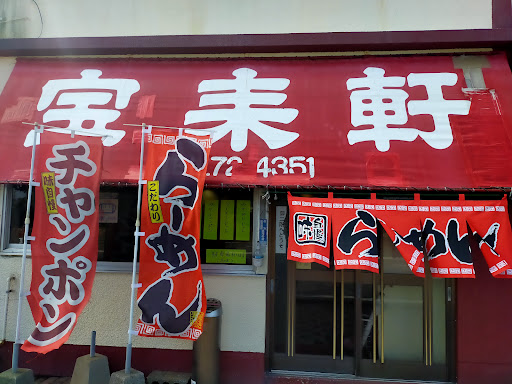 宝来軒
72-4351
味自慢
チャンポン
こだわり
らーめん
らーめん